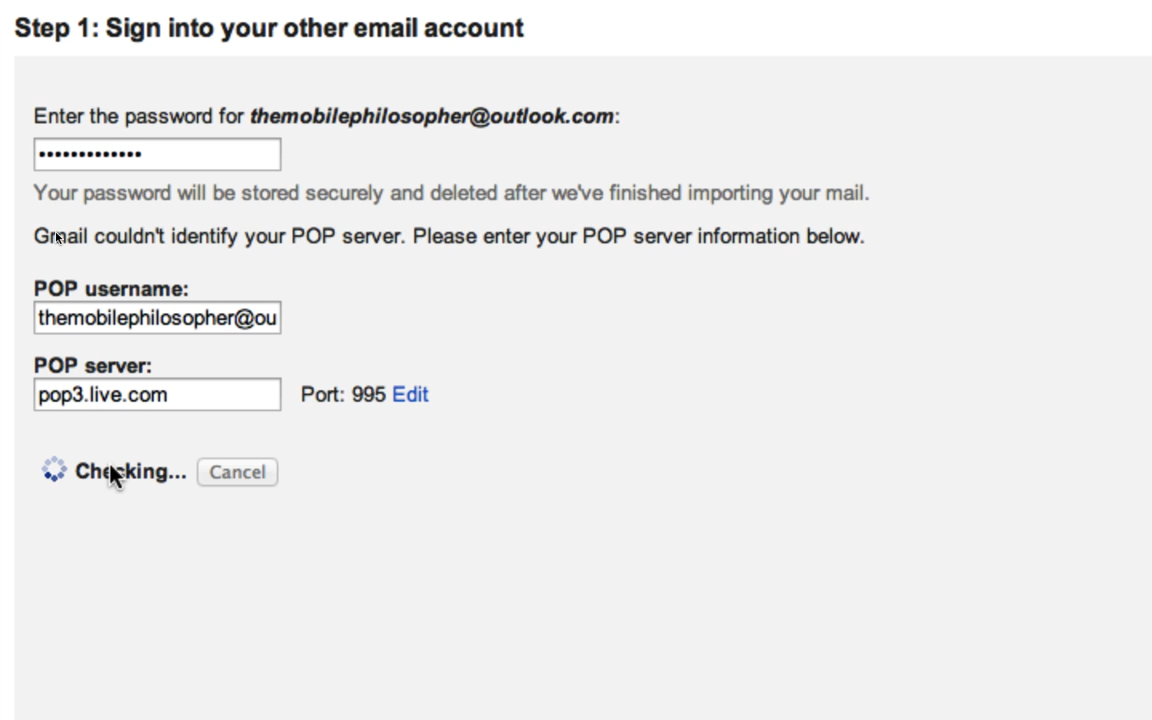 Step 1: Sign into your other email account
Enter the password for themobilephilosopher@outlook.com:
•••••••••••••
Your password will be stored securely and deleted after we've finished importing your mail.
Gmail couldn't identify your POP server. Please enter your POP server information below.
POP username:
themobilephilosopher@ou
POP server:
pop3.live.com Port: 995 Edit
Checking... Cancel